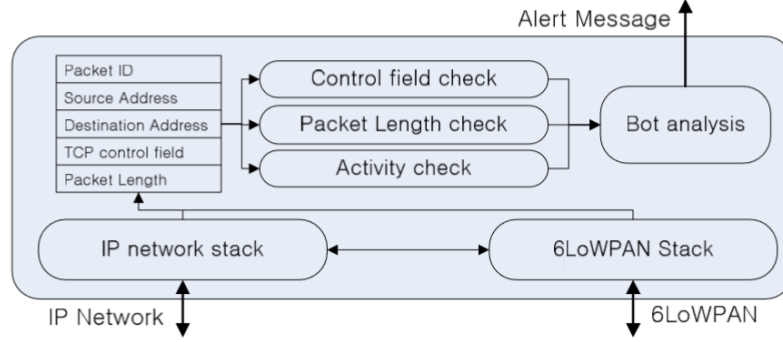 Alert Message
Packet ID
Source Address
Destination Address
TCP control field
Packet Length
Control field check
Packet Length check
Activity check
Bot analysis
IP network stack
6LoWPAN Stack
IP Network
6LoWPAN